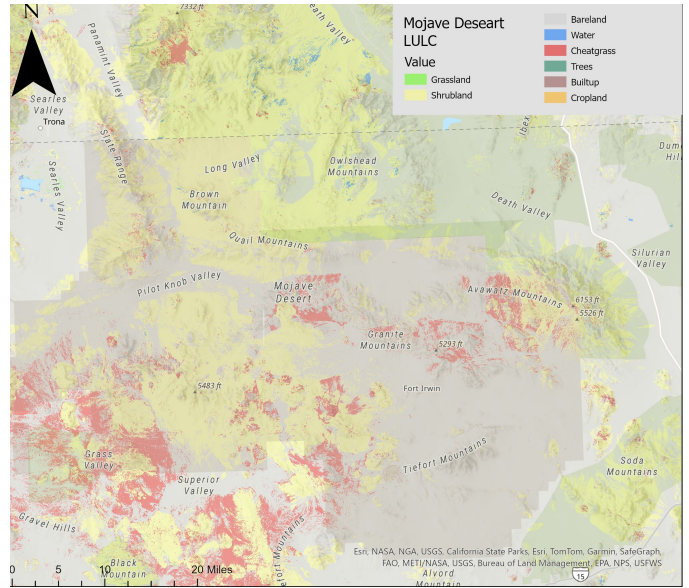 N
7332 ft
Death Valley
Panamint Valley
Mojave Deseart
LULC
Value
Grassland
Shrubland
Bareland
Water
Cheatgrass
Trees
Builtup
Cropland
Searles
Valley
Trona
Slate Range
Searles Valley
Long Valley
Owlshead
Mountains
Brown
Mountain
Death Valley
Quail Mountains
Silurian
Valley
Pilot Knob Valley
Mojave
Desert
Avawatz Mountains
6153 ft
5526 ft
Granite
Mountains
5293 ft
5483 ft
Fort Irwin
Grass
Valley
Superior
Valley
Tiefort Mountains
Soda
Mountains
Gravel Hills
Black
Mountain
Alvord
Mountain
15
0 5 10 20 Miles
Esri, NASA, NGA, USGS, California State Parks, Esri, TomTom, Garmin, SafeGraph,
FAO, METI/NASA, USGS, Bureau of Land Management, EPA, NPS, USFWS